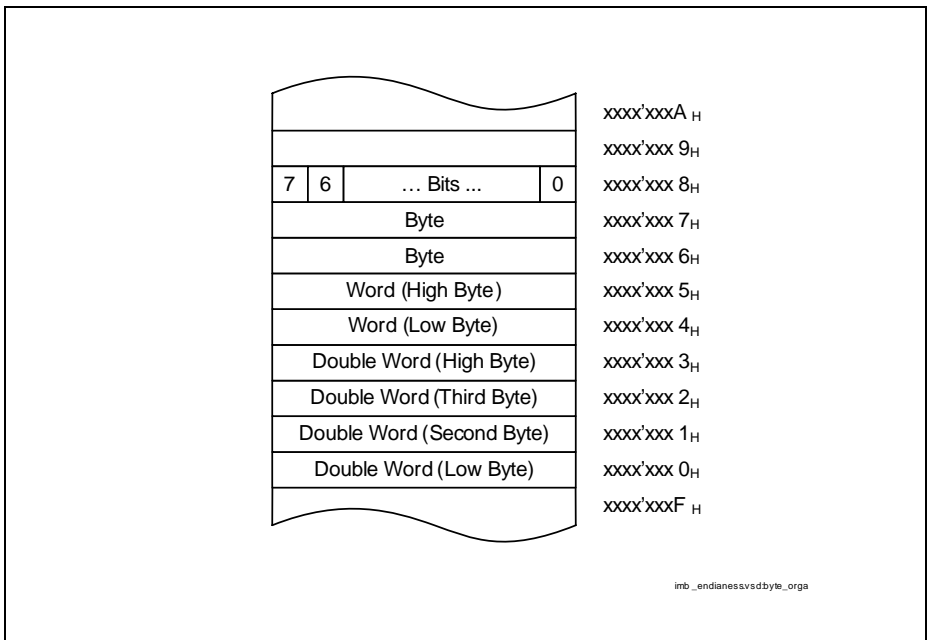 xxxx'xxxA H
xxxx'xxx 9H
7 6 … Bits ... 0 xxxx'xxx 8H
Byte xxxx'xxx 7H
Byte xxxx'xxx 6H
Word (High Byte) xxxx'xxx 5H
Word (Low Byte) xxxx'xxx 4H
Double Word (High Byte) xxxx'xxx 3H
Double Word (Third Byte) xxxx'xxx 2H
Double Word (Second Byte) xxxx'xxx 1H
Double Word (Low Byte) xxxx'xxx 0H
xxxx'xxxF H
imb_endianess.vsd:byte_orga